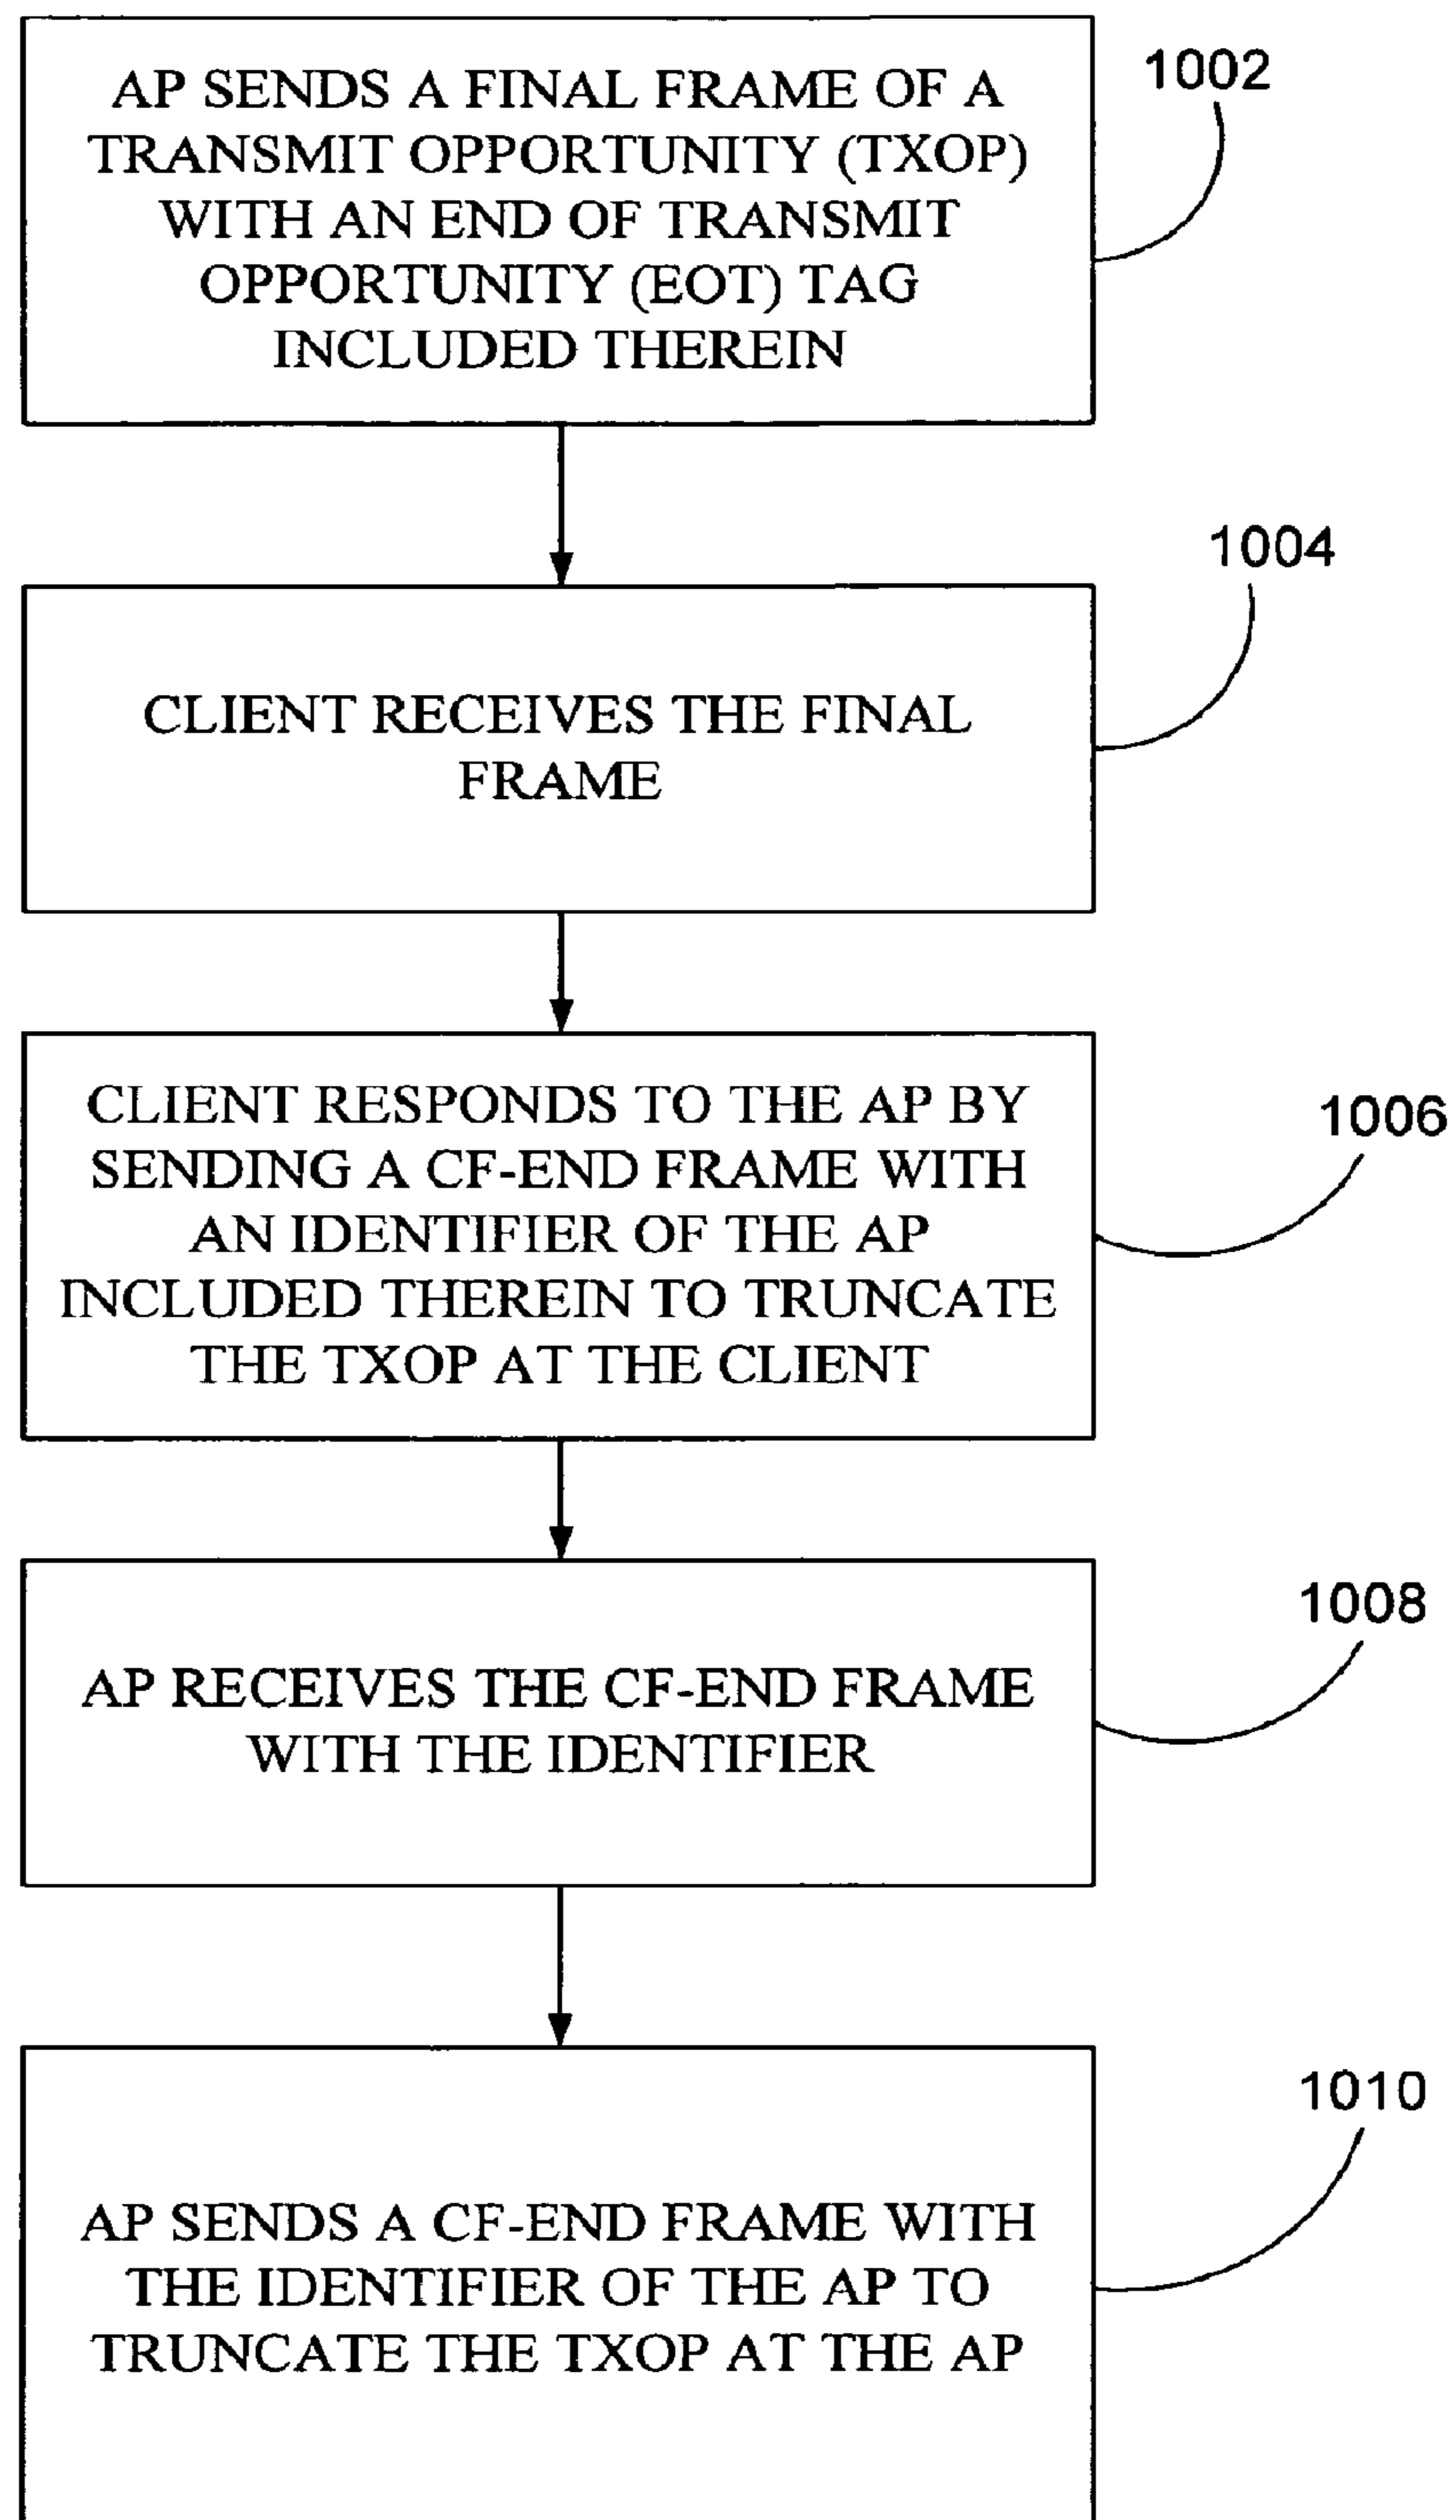 AP SENDS A FINAL FRAME OF A
TRANSMIT OPPORTUNITY (TXOP)
WITH AN END OF TRANSMIT
OPPORTUNITY (EOT) TAG
INCLUDED THEREIN
1002
CLIENT RECEIVES THE FINAL
FRAME
1004
CLIENT RESPONDS TO THE AP BY
SENDING A CF-END FRAME WITH
AN IDENTIFIER OF THE AP
INCLUDED THEREIN TO TRUNCATE
THE TXOP AT THE CLIENT
1006
AP RECEIVES THE CF-END FRAME
WITH THE IDENTIFIER
1008
AP SENDS A CF-END FRAME WITH
THE IDENTIFIER OF THE AP TO
TRUNCATE THE TXOP AT THE AP
1010